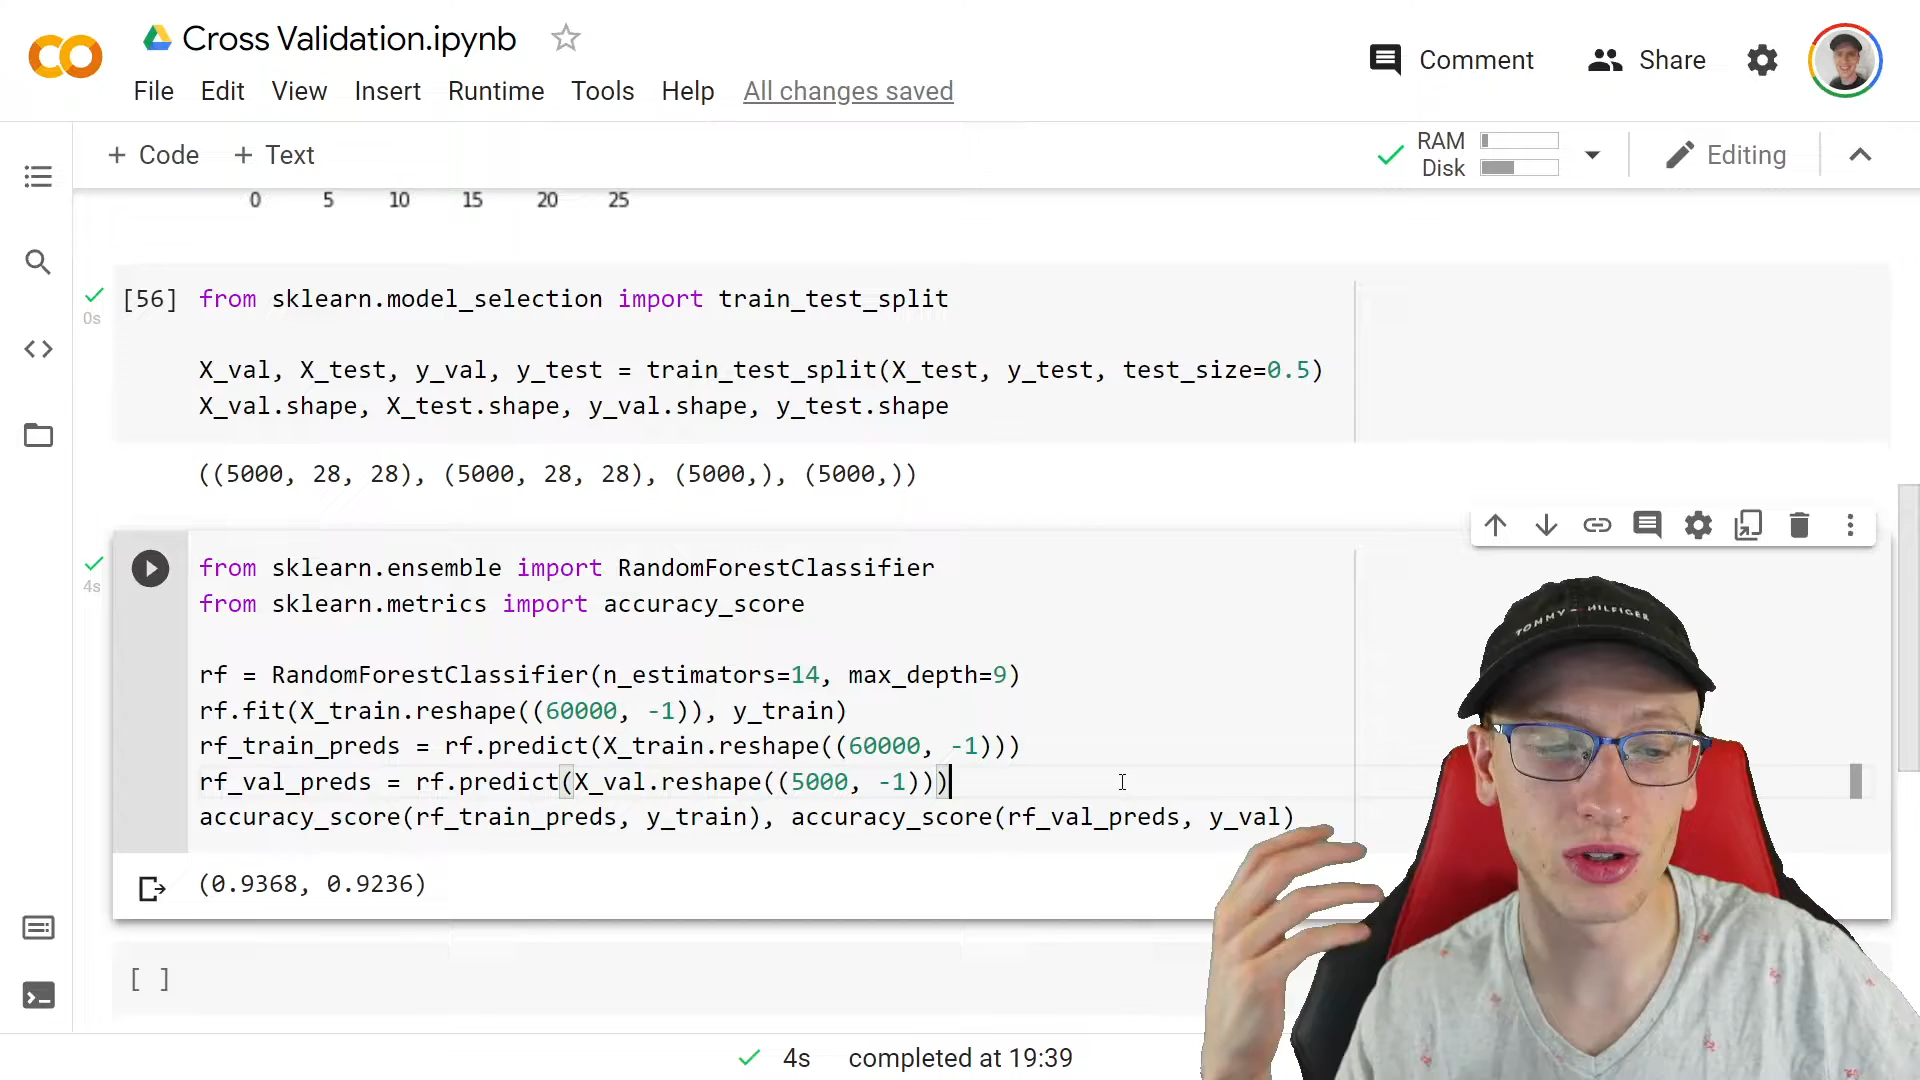 Cross Validation.ipynb
Comment
Share
File Edit View Insert Runtime Tools Help All changes saved
+ Code + Text
RAM
Disk
Editing
0 5 10 15 20 25
[56] from sklearn.model_selection import train_test_split
0s
X_val, X_test, y_val, y_test = train_test_split(X_test, y_test, test_size=0.5)
X_val.shape, X_test.shape, y_val.shape, y_test.shape
((5000, 28, 28), (5000, 28, 28), (5000,), (5000,))
from sklearn.ensemble import RandomForestClassifier
4s
from sklearn.metrics import accuracy_score
TOMMY HILFIGER
rf = RandomForestClassifier(n_estimators=14, max_depth=9)
rf.fit(X_train.reshape((60000, -1)), y_train)
rf_train_preds = rf.predict(X_train.reshape((60000, -1)))
rf_val_preds = rf.predict(X_val.reshape((5000, -1)))
accuracy_score(rf_train_preds, y_train), accuracy_score(rf_val_preds, y_val)
(0.9368, 0.9236)
[ ]
4s completed at 19:39